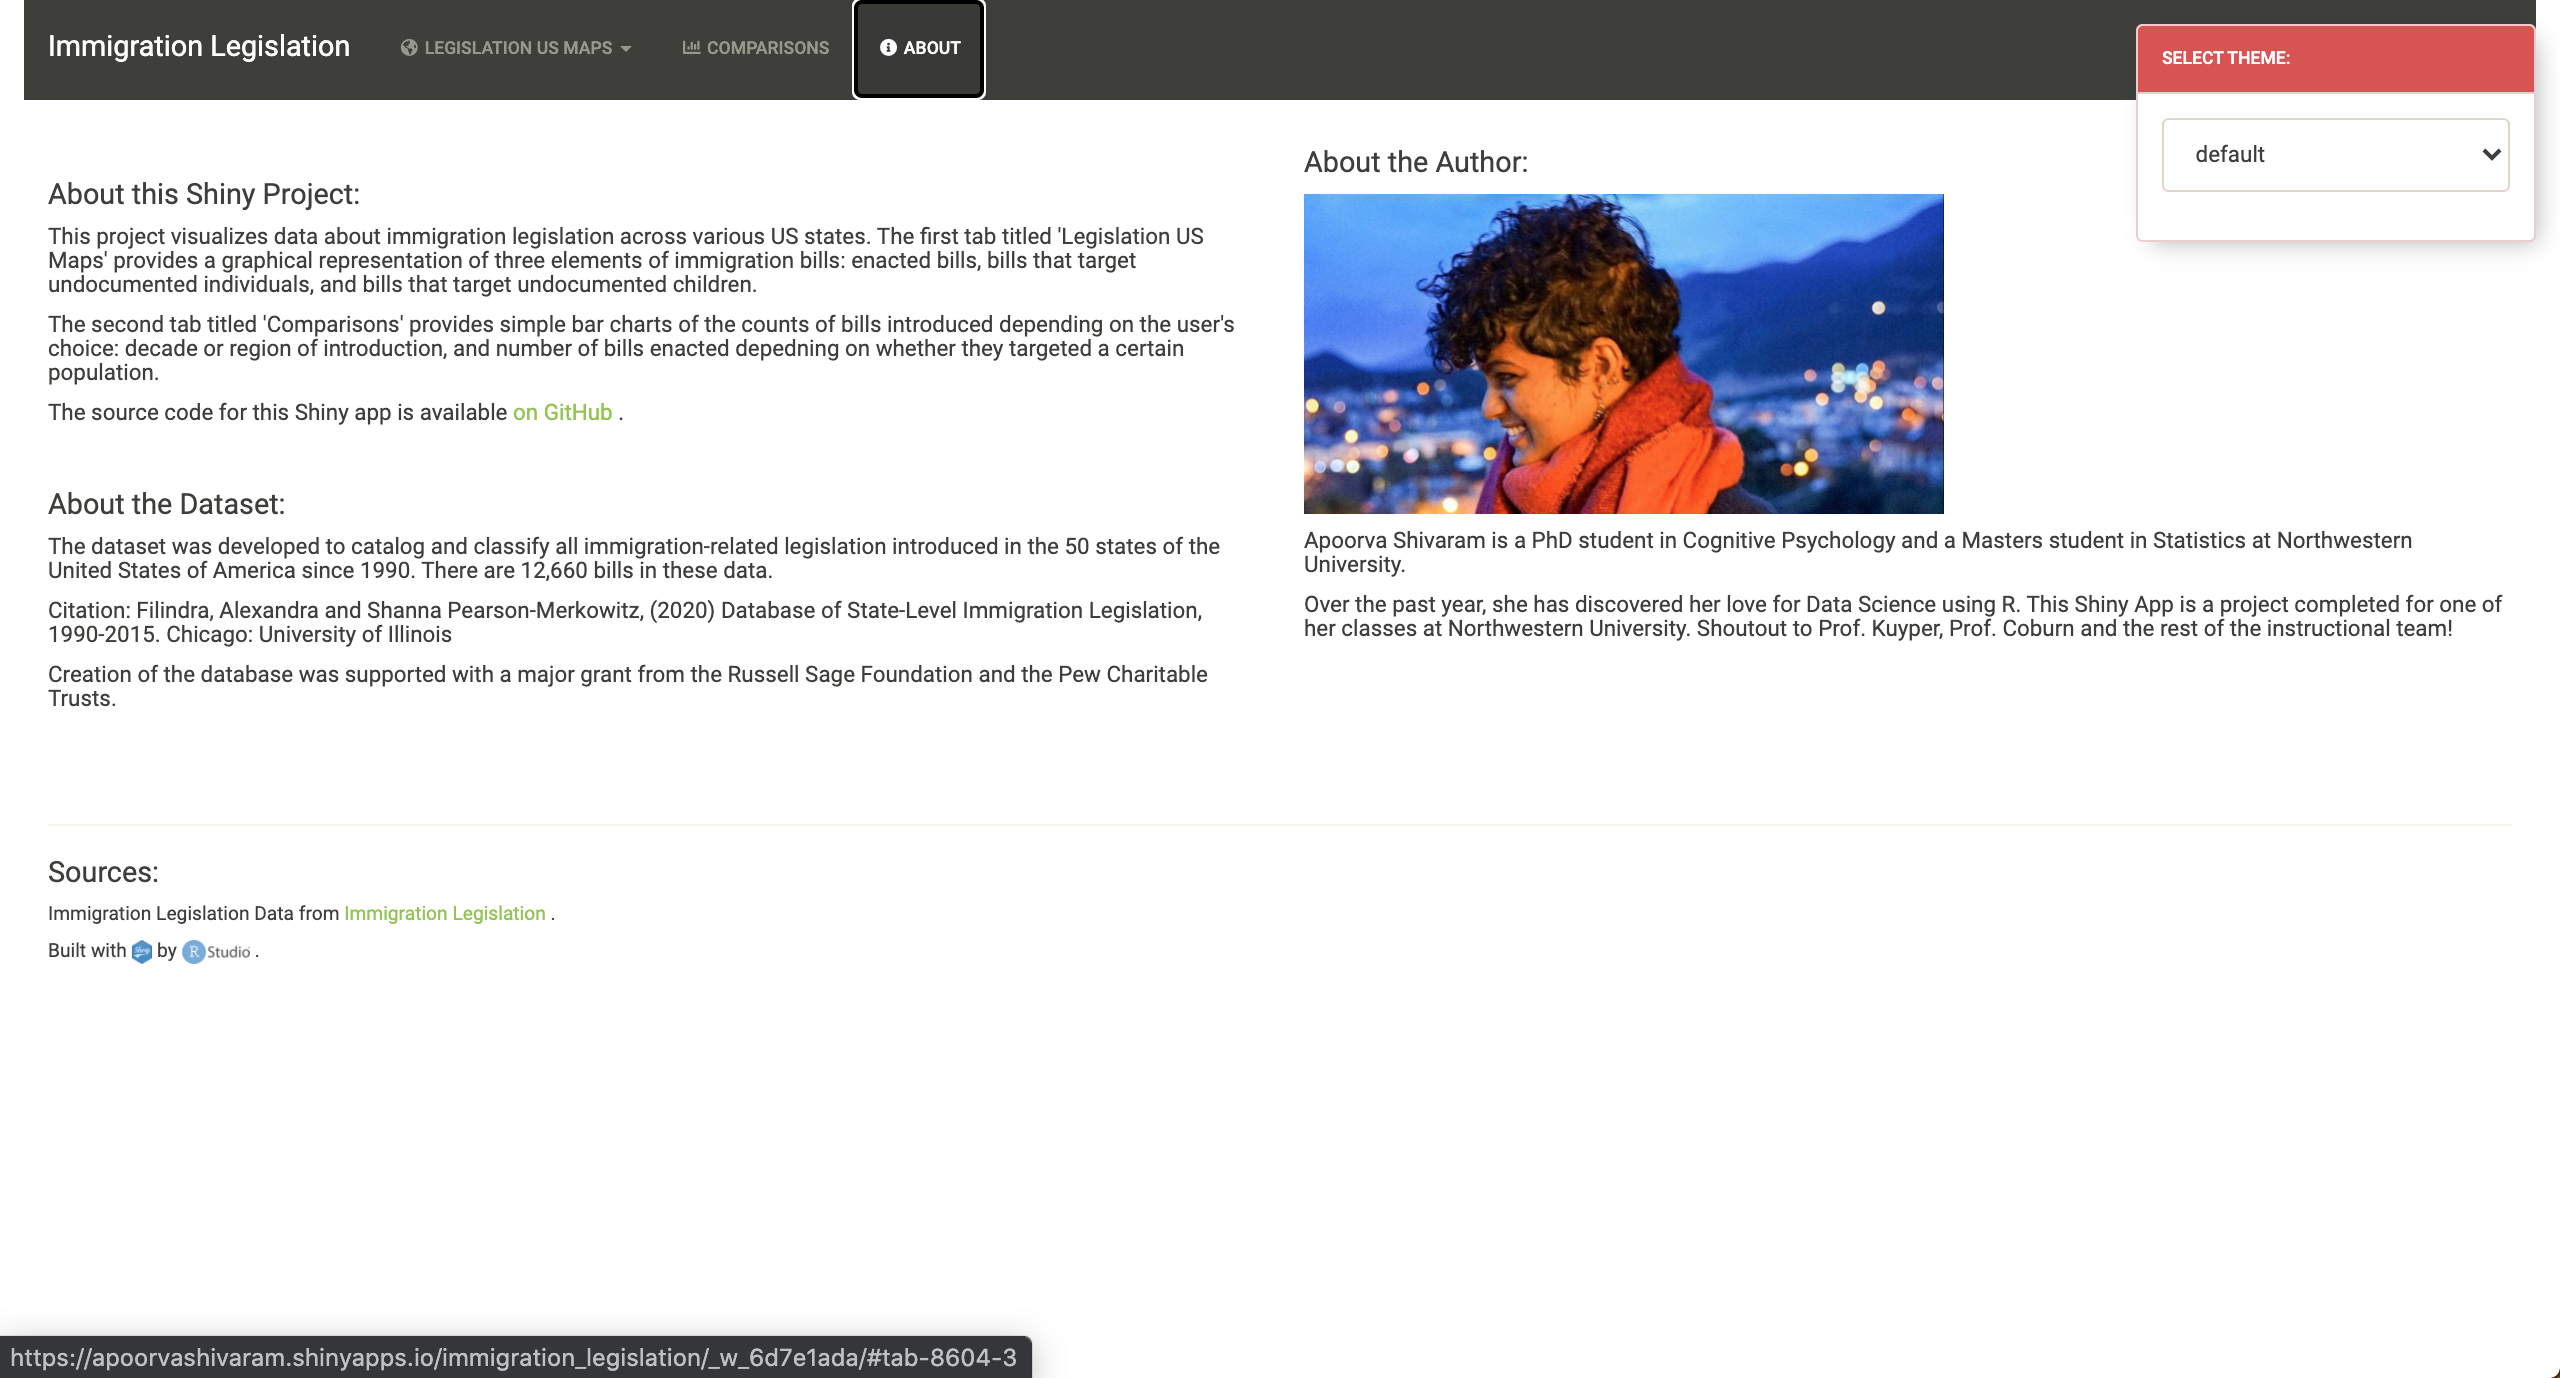 Immigration Legislation
LEGISLATION US MAPS
COMPARISONS
ABOUT
SELECT THEME:
default
About this Shiny Project:
This project visualizes data about immigration legislation across various US states. The first tab titled 'Legislation US
Maps' provides a graphical representation of three elements of immigration bills: enacted bills, bills that target
undocumented individuals, and bills that target undocumented children.
The second tab titled 'Comparisons' provides simple bar charts of the counts of bills introduced depending on the user's
choice: decade or region of introduction, and number of bills enacted depedning on whether they targeted a certain
population.
The source code for this Shiny app is available on GitHub .
About the Dataset:
The dataset was developed to catalog and classify all immigration-related legislation introduced in the 50 states of the
United States of America since 1990. There are 12,660 bills in these data.
Citation: Filindra, Alexandra and Shanna Pearson-Merkowitz, (2020) Database of State-Level Immigration Legislation,
1990-2015. Chicago: University of Illinois
Creation of the database was supported with a major grant from the Russell Sage Foundation and the Pew Charitable
Trusts.
About the Author:
Apoorva Shivaram is a PhD student in Cognitive Psychology and a Masters student in Statistics at Northwestern
University.
Over the past year, she has discovered her love for Data Science using R. This Shiny App is a project completed for one of
her classes at Northwestern University. Shoutout to Prof. Kuyper, Prof. Coburn and the rest of the instructional team!
Sources:
Immigration Legislation Data from Immigration Legislation .
Built with Shiny by R Studio .
https://apoorvashivaram.shinyapps.io/immigration_legislation/_w_6d7e1ada/#tab-8604-3